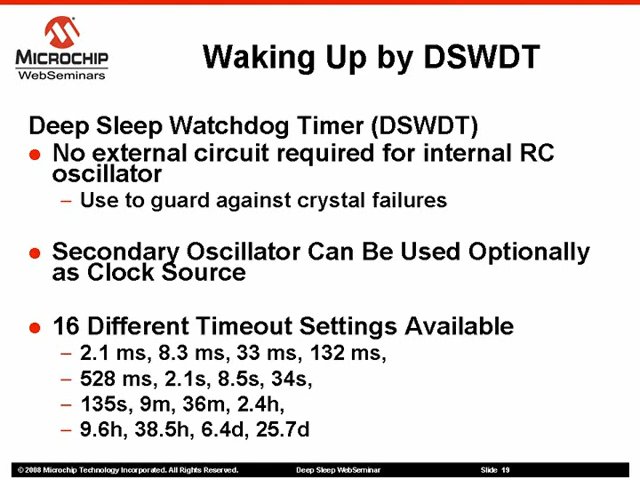 MICROCHIP
WebSeminars
Waking Up by DSWDT
Deep Sleep Watchdog Timer (DSWDT)
● No external circuit required for internal RC
oscillator
– Use to guard against crystal failures
● Secondary Oscillator Can Be Used Optionally
as Clock Source
● 16 Different Timeout Settings Available
– 2.1 ms, 8.3 ms, 33 ms, 132 ms,
– 528 ms, 2.1s, 8.5s, 34s,
– 135s, 9m, 36m, 2.4h,
– 9.6h, 38.5h, 6.4d, 25.7d
© 2008 Microchip Technology Incorporated. All Rights Reserved. Deep Sleep WebSeminar Slide 19